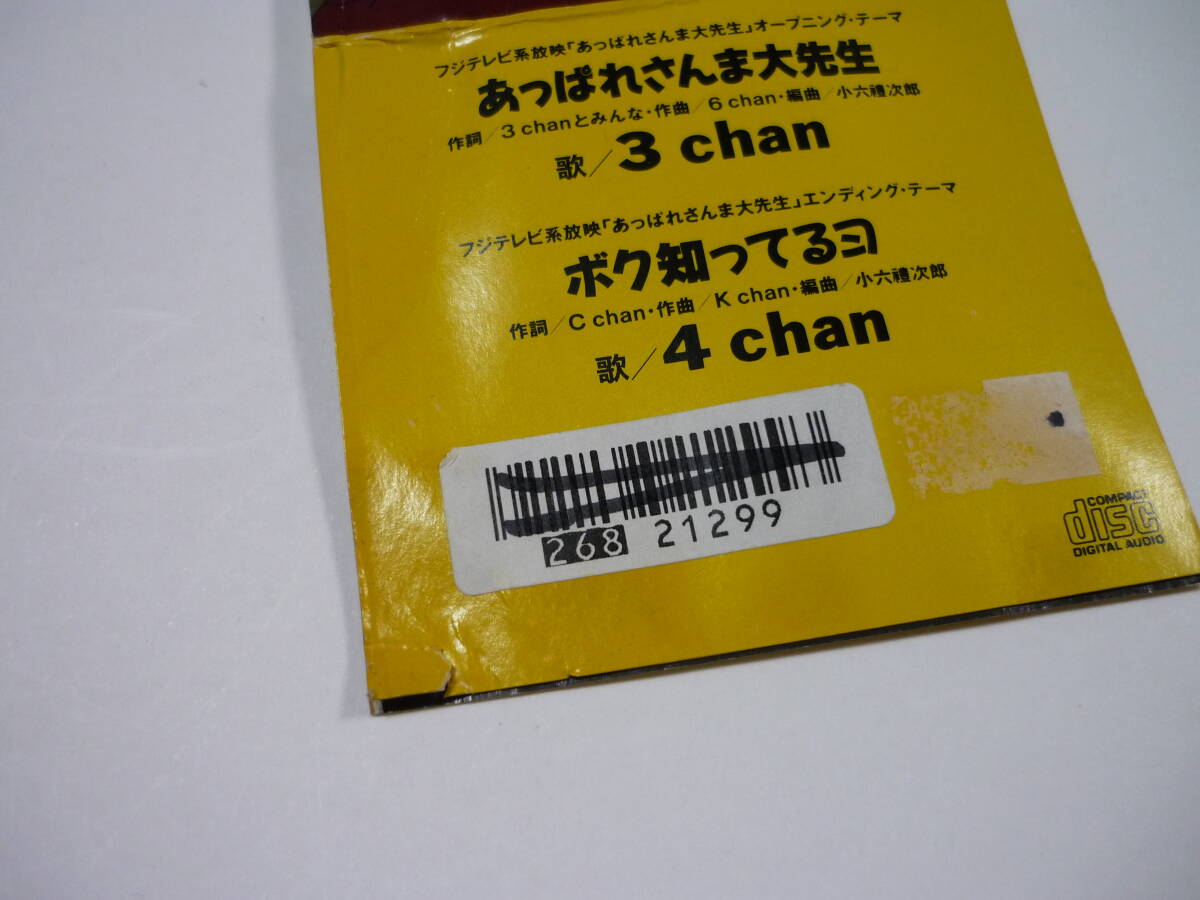 フジテレビ系放映「あっぱれさんま大先生」オープニング・テーマ
あっぱれさんま大先生
作詞/3 chanとみんな・作曲/6 chan・編曲/小六禮次郎
歌/3 chan
フジテレビ系放映「あっぱれさんま大先生」エンディング・テーマ
ボク知ってるヨ
作詞/C chan・作曲/K chan・編曲/小六禮次郎
歌/4 chan
268 21299
COMPACT
disc
DIGITAL AUDIO